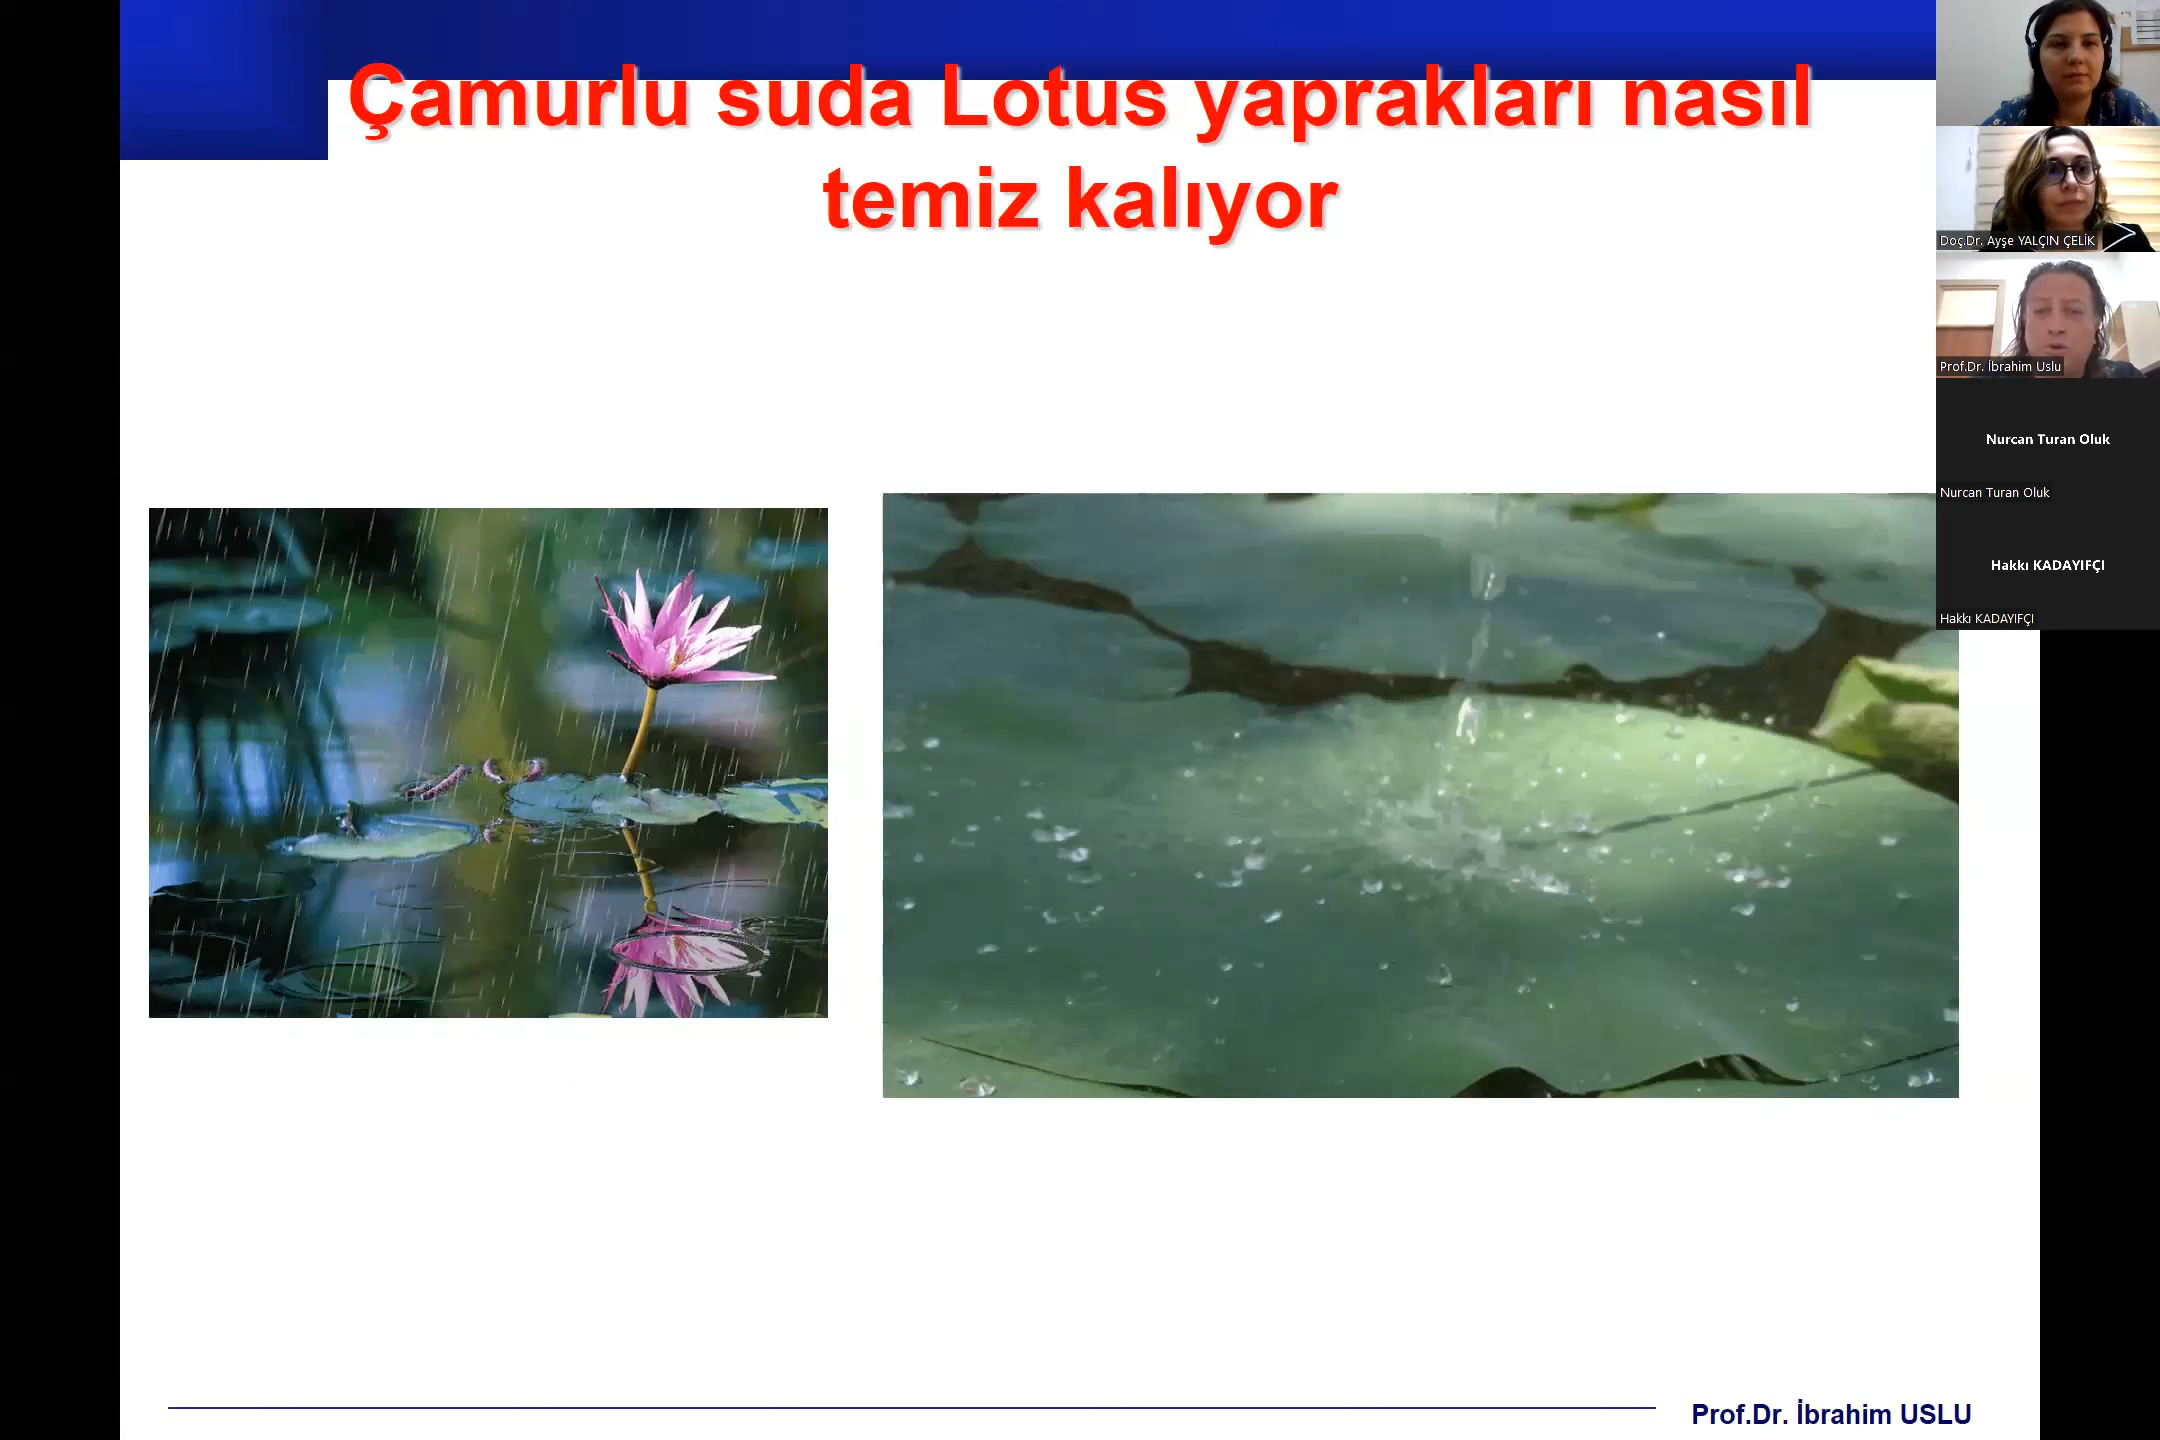 Çamurlu suda Lotus yaprakları nasıl
temiz kalıyor
Doç.Dr. Ayşe YALÇIN ÇELİK
Prof.Dr. İbrahim Uslu
Nurcan Turan Oluk
Nurcan Turan Oluk
Hakkı KADAYIFÇI
Hakkı KADAYIFÇI
Prof.Dr. İbrahim USLU